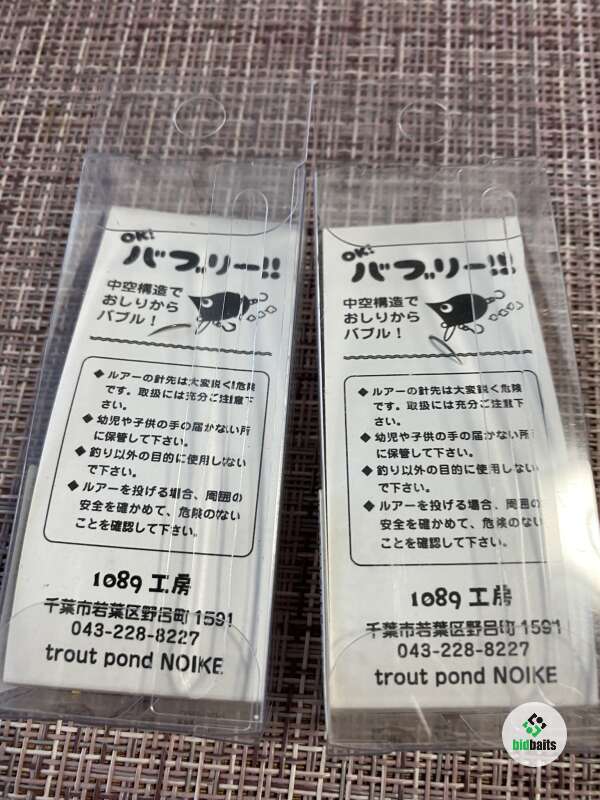 OK!
バブリー!!
中空構造で
おしりから
バブル！
◆ルアーの針先は大変鋭く危険
です。取扱には充分ご注意下
さい。
◆幼児や子供の手の届かない所
に保管して下さい。
◆釣り以外の目的に使用しない
で下さい。
◆ルアーを投げる場合、周囲の
安全を確かめて、危険のない
ことを確認して下さい。
1089 工房
千葉市若葉区野呂町1591
043-228-8227
trout pond NOIKE
OK!
バブリー!!
中空構造で
おしりから
バブル！
◆ルアーの針先は大変鋭く危険
です。取扱には充分ご注意下
さい。
◆幼児や子供の手の届かない所
に保管して下さい。
◆釣り以外の目的に使用しない
で下さい。
◆ルアーを投げる場合、周囲の
安全を確かめて、危険のない
ことを確認して下さい。
1089 工房
千葉市若葉区野呂町1591
043-228-8227
trout pond NOIKE
bidbaits